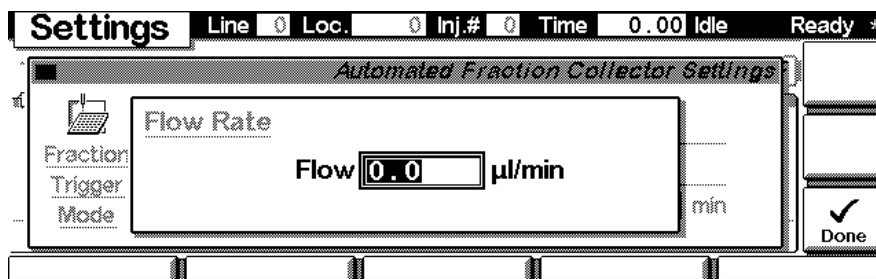 Settings Line 0 Loc. 0 Inj.# 0 Time 0.00 Idle Ready *
Automated Fraction Collector Settings
Flow Rate
Fraction
Flow 0.0 µl/min
Trigger
Mode
min
Done